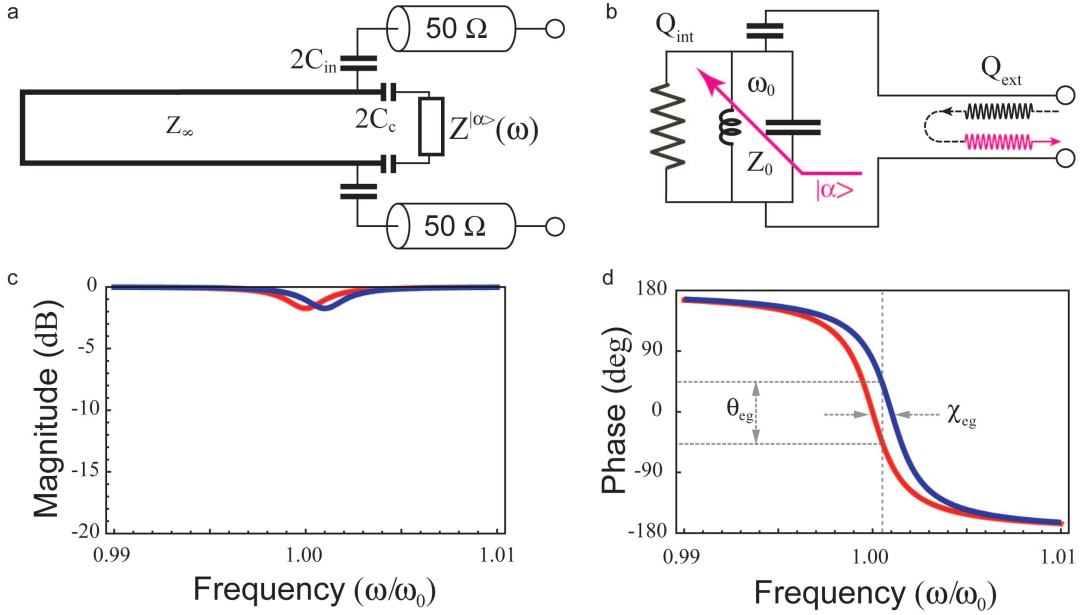 a
50 Ω
2C_in
Z_∞
2C_c
Z^|α>(ω)
50 Ω
b
Q_int
ω_0
Z_0
|α>
Q_ext
c
Magnitude (dB)
0
-5
-10
-15
-20
0.99
1.00
1.01
Frequency (ω/ω_0)
d
Phase (deg)
180
90
0
-90
-180
θ_eg
χ_eg
0.99
1.00
1.01
Frequency (ω/ω_0)